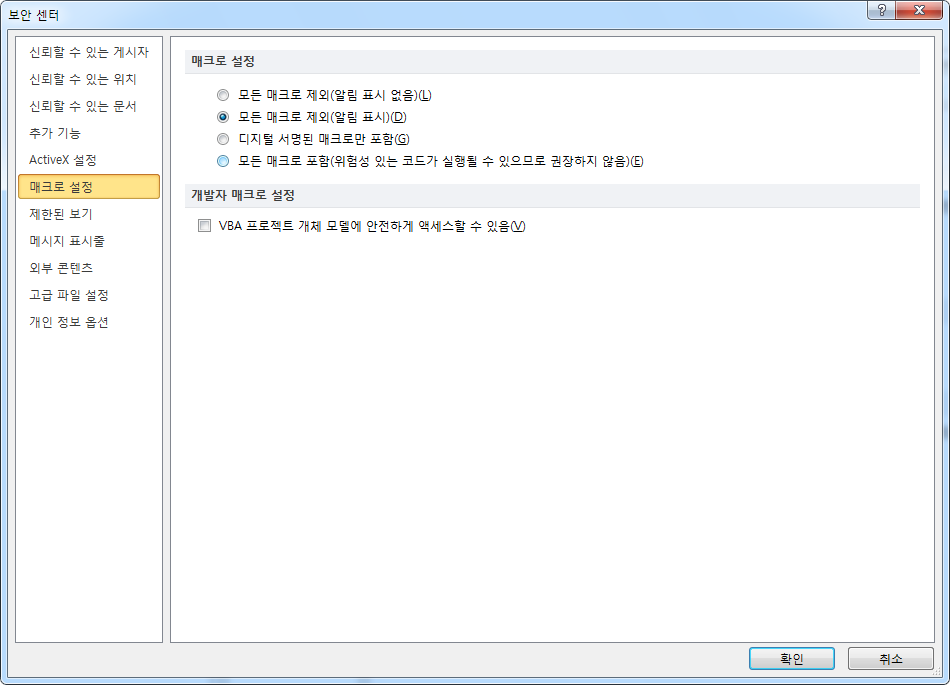 보안 센터
?
신뢰할 수 있는 게시자
신뢰할 수 있는 위치
신뢰할 수 있는 문서
추가 기능
ActiveX 설정
매크로 설정
제한된 보기
메시지 표시줄
외부 콘텐츠
고급 파일 설정
개인 정보 옵션
매크로 설정
모든 매크로 제외(알림 표시 없음)(L)
모든 매크로 제외(알림 표시)(D)
디지털 서명된 매크로만 포함(G)
모든 매크로 포함(위험성 있는 코드가 실행될 수 있으므로 권장하지 않음)(E)
개발자 매크로 설정
VBA 프로젝트 개체 모델에 안전하게 액세스할 수 있음(V)
확인
취소